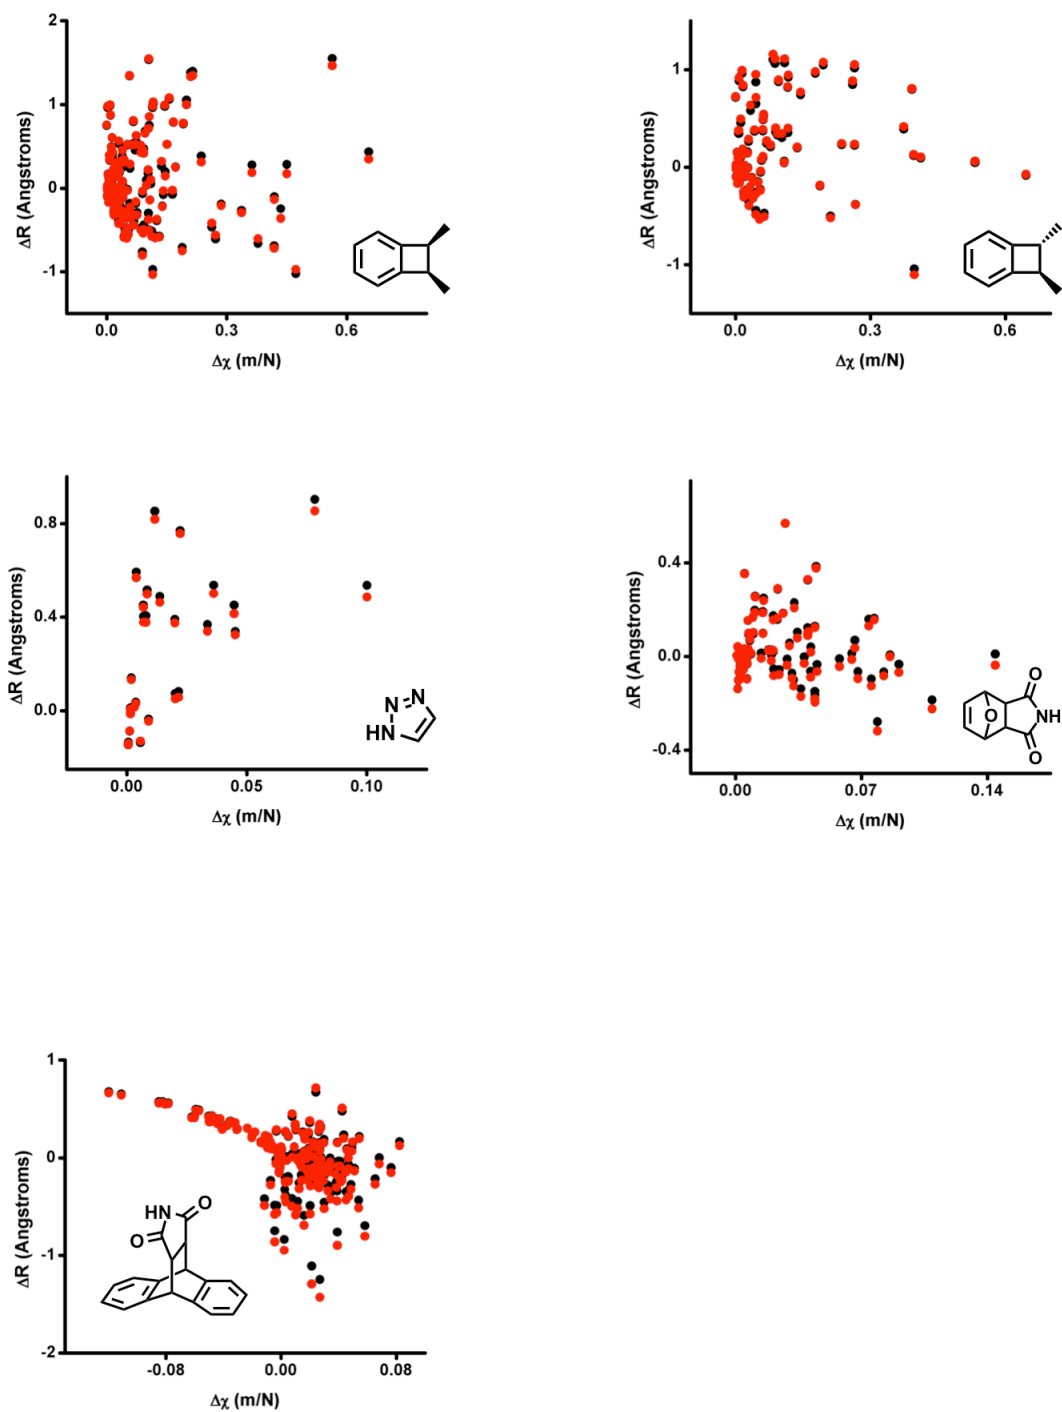 2
1
0
-1
ΔR (Angstroms)
0.0 0.3 0.6
Δχ (m/N)
1
0
-1
ΔR (Angstroms)
0.0 0.3 0.6
Δχ (m/N)
0.8
0.4
0.0
ΔR (Angstroms)
N N
HN
0.00 0.05 0.10
Δχ (m/N)
0.4
0.0
-0.4
ΔR (Angstroms)
O
O NH
O
0.00 0.07 0.14
Δχ (m/N)
1
0
-1
-2
ΔR (Angstroms)
HN O
O
-0.08 0.00 0.08
Δχ (m/N)